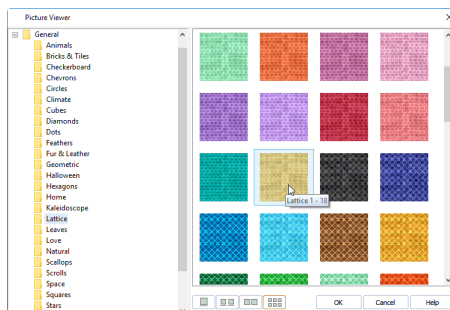 Picture Viewer
General
Animals
Bricks & Tiles
Checkerboard
Chevrons
Circles
Climate
Cubes
Diamonds
Dots
Feathers
Fur & Leather
Geometric
Halloween
Hexagons
Home
Kaleidoscope
Lattice
Leaves
Love
Natural
Scallops
Scrolls
Space
Squares
Stars
Lattice 1 - 18
OK
Cancel
Help